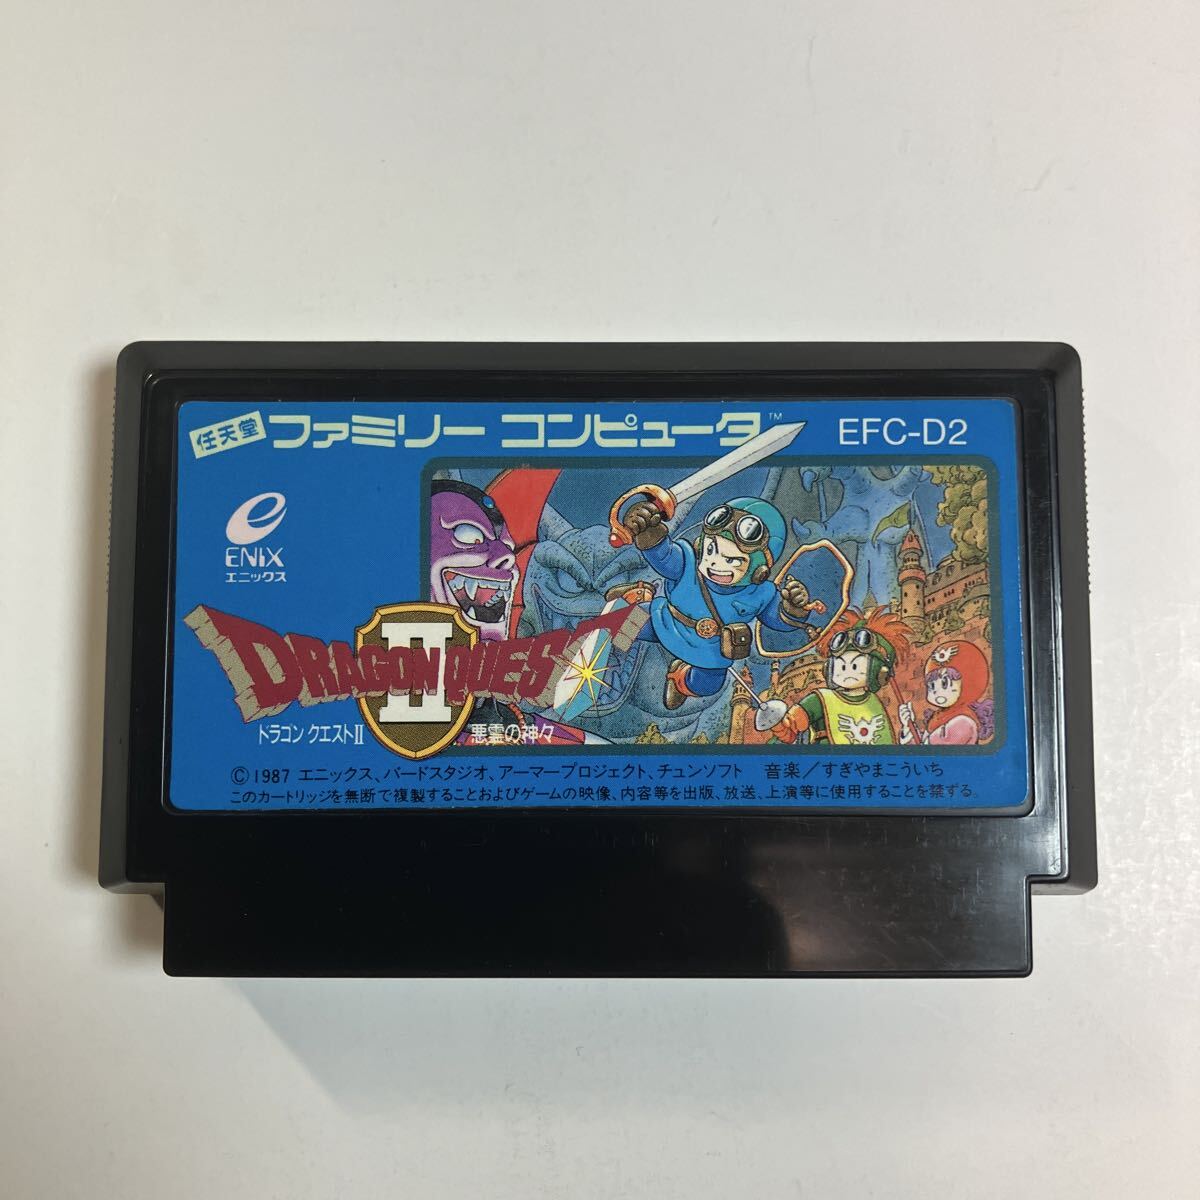 任天堂 ファミリー コンピュータ™ EFC-D2
ENIX
エニックス
DRAGON QUEST
II
ドラゴン クエストII 悪霊の神々
©1987 エニックス、バードスタジオ、アーマープロジェクト、チュンソフト 音楽／すぎやまこういち
このカートリッジを無断で複製することおよびゲームの映像、内容等を出版、放送、上演等に使用することを禁ずる。